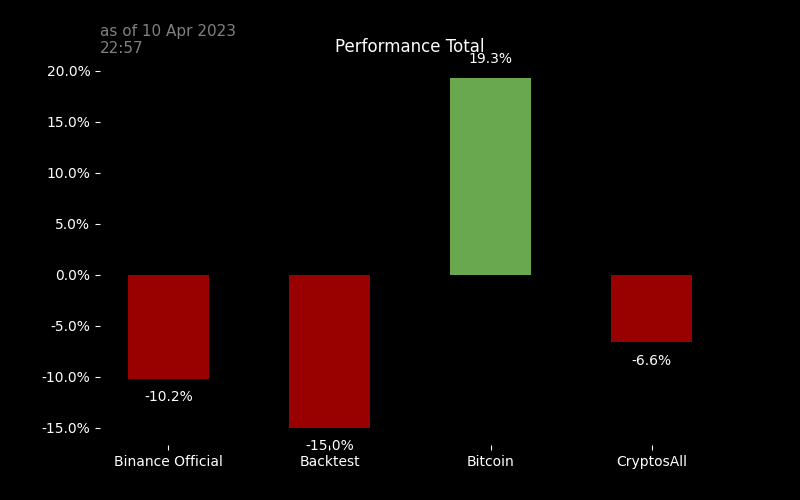 as of 10 Apr 2023
22:57
Performance Total
19.3%
20.0%
15.0%
10.0%
5.0%
0.0%
-5.0%
-10.0%
-15.0%
-10.2%
-15.0%
-6.6%
Binance Official
Backtest
Bitcoin
CryptosAll